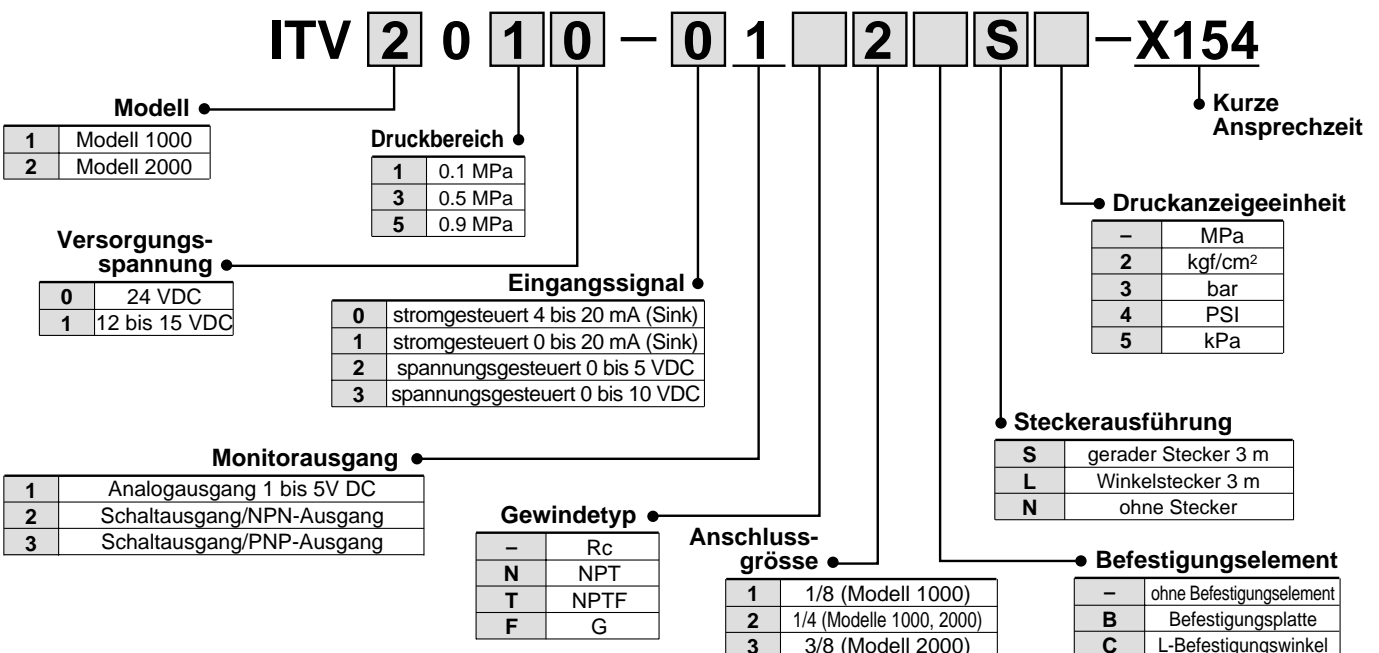 ITV 2 0 1 0 – 0 1 2 S – X154
Kurze
Ansprechzeit
Modell
1 Modell 1000
2 Modell 2000
Druckbereich
1 0.1 MPa
3 0.5 MPa
5 0.9 MPa
Druckanzeigeeinheit
– MPa
2 kgf/cm²
3 bar
4 PSI
5 kPa
Versorgungs-
spannung
0 24 VDC
1 12 bis 15 VDC
Eingangssignal
0 stromgesteuert 4 bis 20 mA (Sink)
1 stromgesteuert 0 bis 20 mA (Sink)
2 spannungsgesteuert 0 bis 5 VDC
3 spannungsgesteuert 0 bis 10 VDC
Steckerausführung
S gerader Stecker 3 m
L Winkelstecker 3 m
N ohne Stecker
Monitorausgang
1 Analogausgang 1 bis 5V DC
2 Schaltausgang/NPN-Ausgang
3 Schaltausgang/PNP-Ausgang
Gewindetyp
– Rc
N NPT
T NPTF
F G
Anschluss-
grösse
1 1/8 (Modell 1000)
2 1/4 (Modelle 1000, 2000)
3 3/8 (Modell 2000)
Befestigungselement
– ohne Befestigungselement
B Befestigungsplatte
C L-Befestigungswinkel